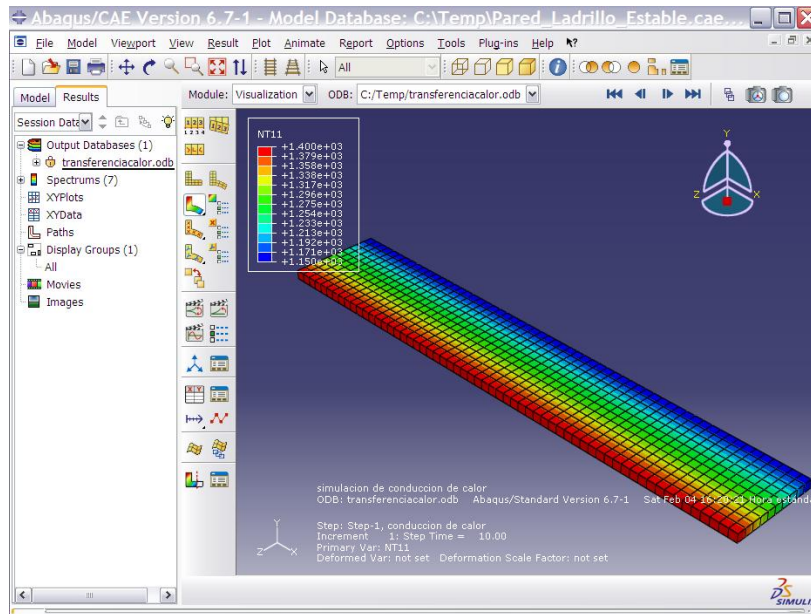 Abaqus/CAE Version 6.7-1 - Model Database: C:\Temp\Pared_Ladrillo_Estable.cae...
File Model Viewport View Result Plot Animate Report Options Tools Plug-ins Help
All
Model Results
Module: Visualization ODB: C:/Temp/transferenciacalor.odb
Session Data
Output Databases (1)
transferenciacalor.odb
Spectrums (7)
XYPlots
XYData
Paths
Display Groups (1)
All
Movies
Images
NT11
+1.400e+03
+1.379e+03
+1.358e+03
+1.338e+03
+1.317e+03
+1.296e+03
+1.275e+03
+1.254e+03
+1.233e+03
+1.213e+03
+1.192e+03
+1.171e+03
+1.150e+03
Y
Z X
simulacion de conduccion de calor
ODB: transferenciacalor.odb Abaqus/Standard Version 6.7-1 Sat Feb 04 Hora estánda
Step: Step-1, conduccion de calor
Increment 1: Step Time = 10.00
Primary Var: NT11
Deformed Var: not set Deformation Scale Factor: not set
Y
Z X
SIMULI